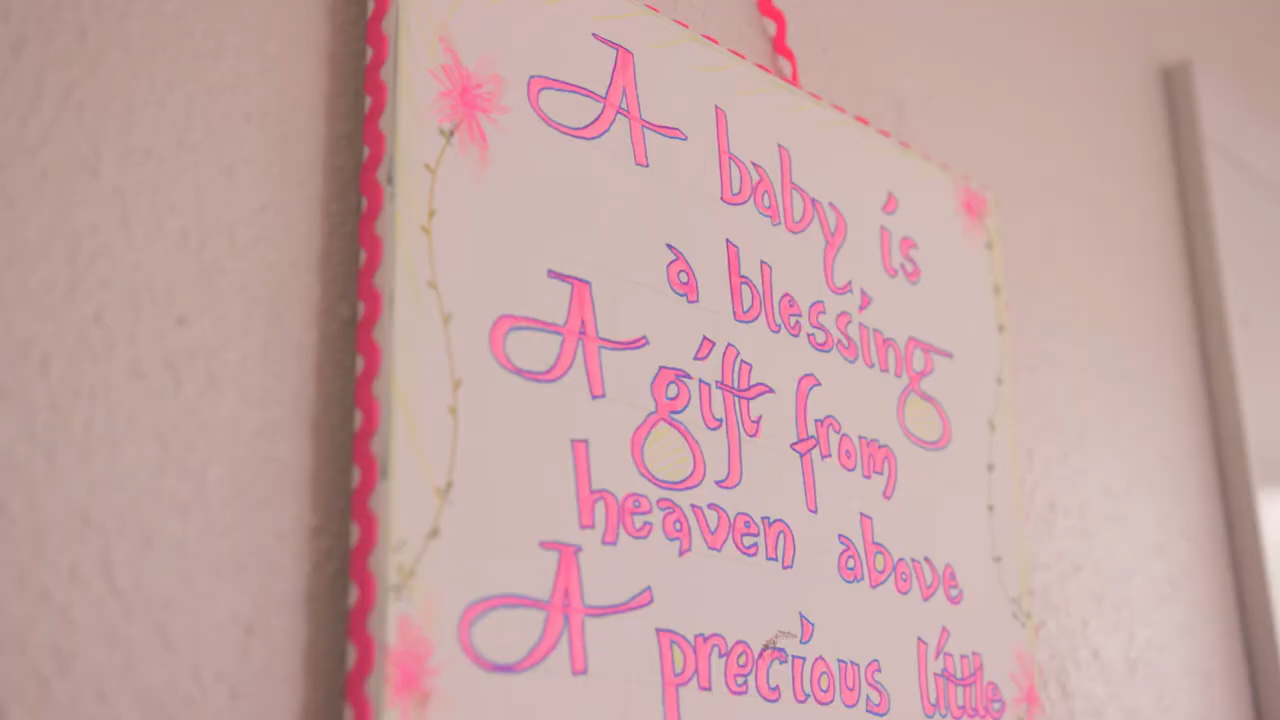 A baby is
a blessing
A gift from
heaven above
A precious little